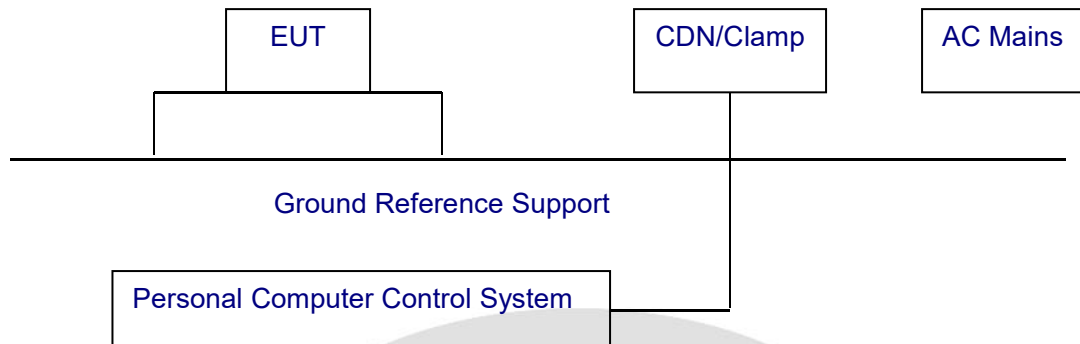 EUT
CDN/Clamp
AC Mains
Ground Reference Support
Personal Computer Control System